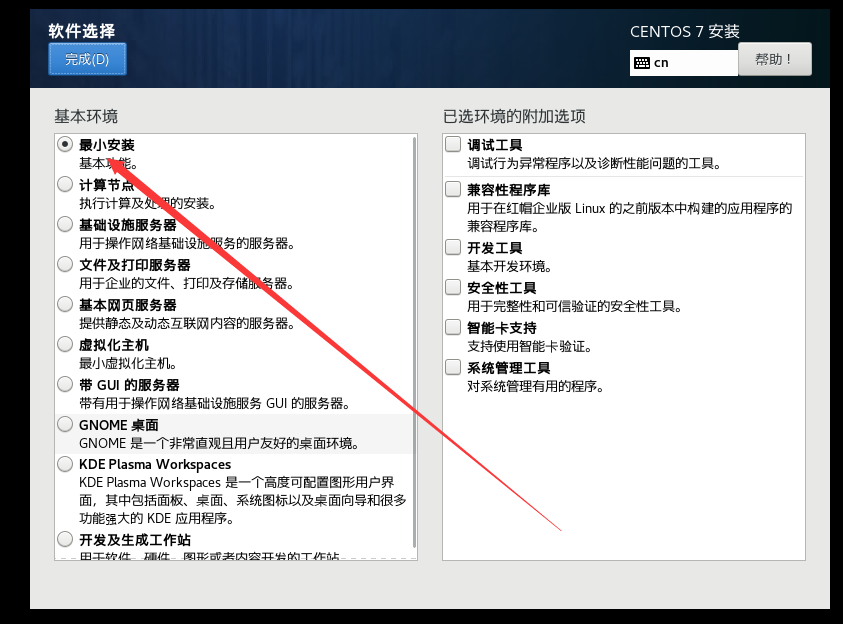 软件选择
CENTOS 7 安装
完成(D)
cn
帮助！
基本环境
已选环境的附加选项
最小安装
基本功能。
计算节点
执行计算及处理的安装。
基础设施服务器
用于操作网络基础设施服务的服务器。
文件及打印服务器
用于企业的文件、打印及存储服务器。
基本网页服务器
提供静态及动态互联网内容的服务器。
虚拟化主机
最小虚拟化主机。
带 GUI 的服务器
带有用于操作网络基础设施服务 GUI 的服务器。
GNOME 桌面
GNOME 是一个非常直观且用户友好的桌面环境。
KDE Plasma Workspaces
KDE Plasma Workspaces 是一个高度可配置图形用户界
面，其中包括面板、桌面、系统图标以及桌面向导和很多
功能强大的 KDE 应用程序。
开发及生成工作站
用于软件、硬件、图形或者内容开发的工作站
调试工具
调试行为异常程序以及诊断性能问题的工具。
兼容性程序库
用于在红帽企业版 Linux 的之前版本中构建的应用程序的
兼容程序库。
开发工具
基本开发环境。
安全性工具
用于完整性和可信验证的安全性工具。
智能卡支持
支持使用智能卡验证。
系统管理工具
对系统管理有用的程序。